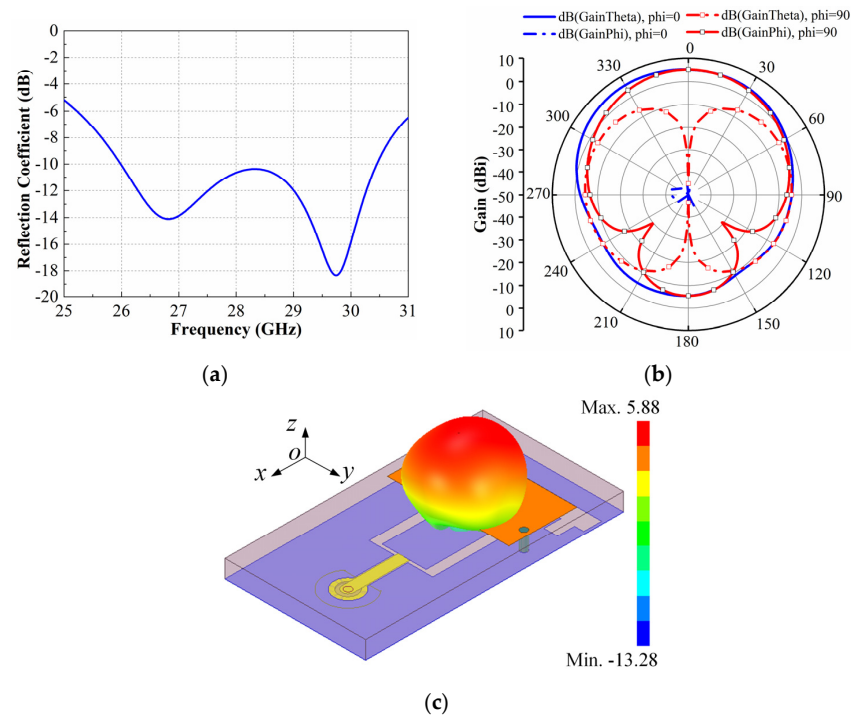 (a)
0
-2
-4
-6
-8
-10
-12
-14
-16
-18
-20
Reflection Coefficient (dB)
25 26 27 28 29 30 31
Frequency (GHz)
(a)
(b)
dB(GainTheta), phi=0
dB(GainPhi), phi=0
dB(GainTheta), phi=90
dB(GainPhi), phi=90
10
0
-10
-20
-30
-40
-50
-40
-30
-20
-10
0
10
Gain (dBi)
0
30
60
90
120
150
180
210
240
270
300
330
(b)
z
o
x
y
Max. 5.88
Min. -13.28
(c)